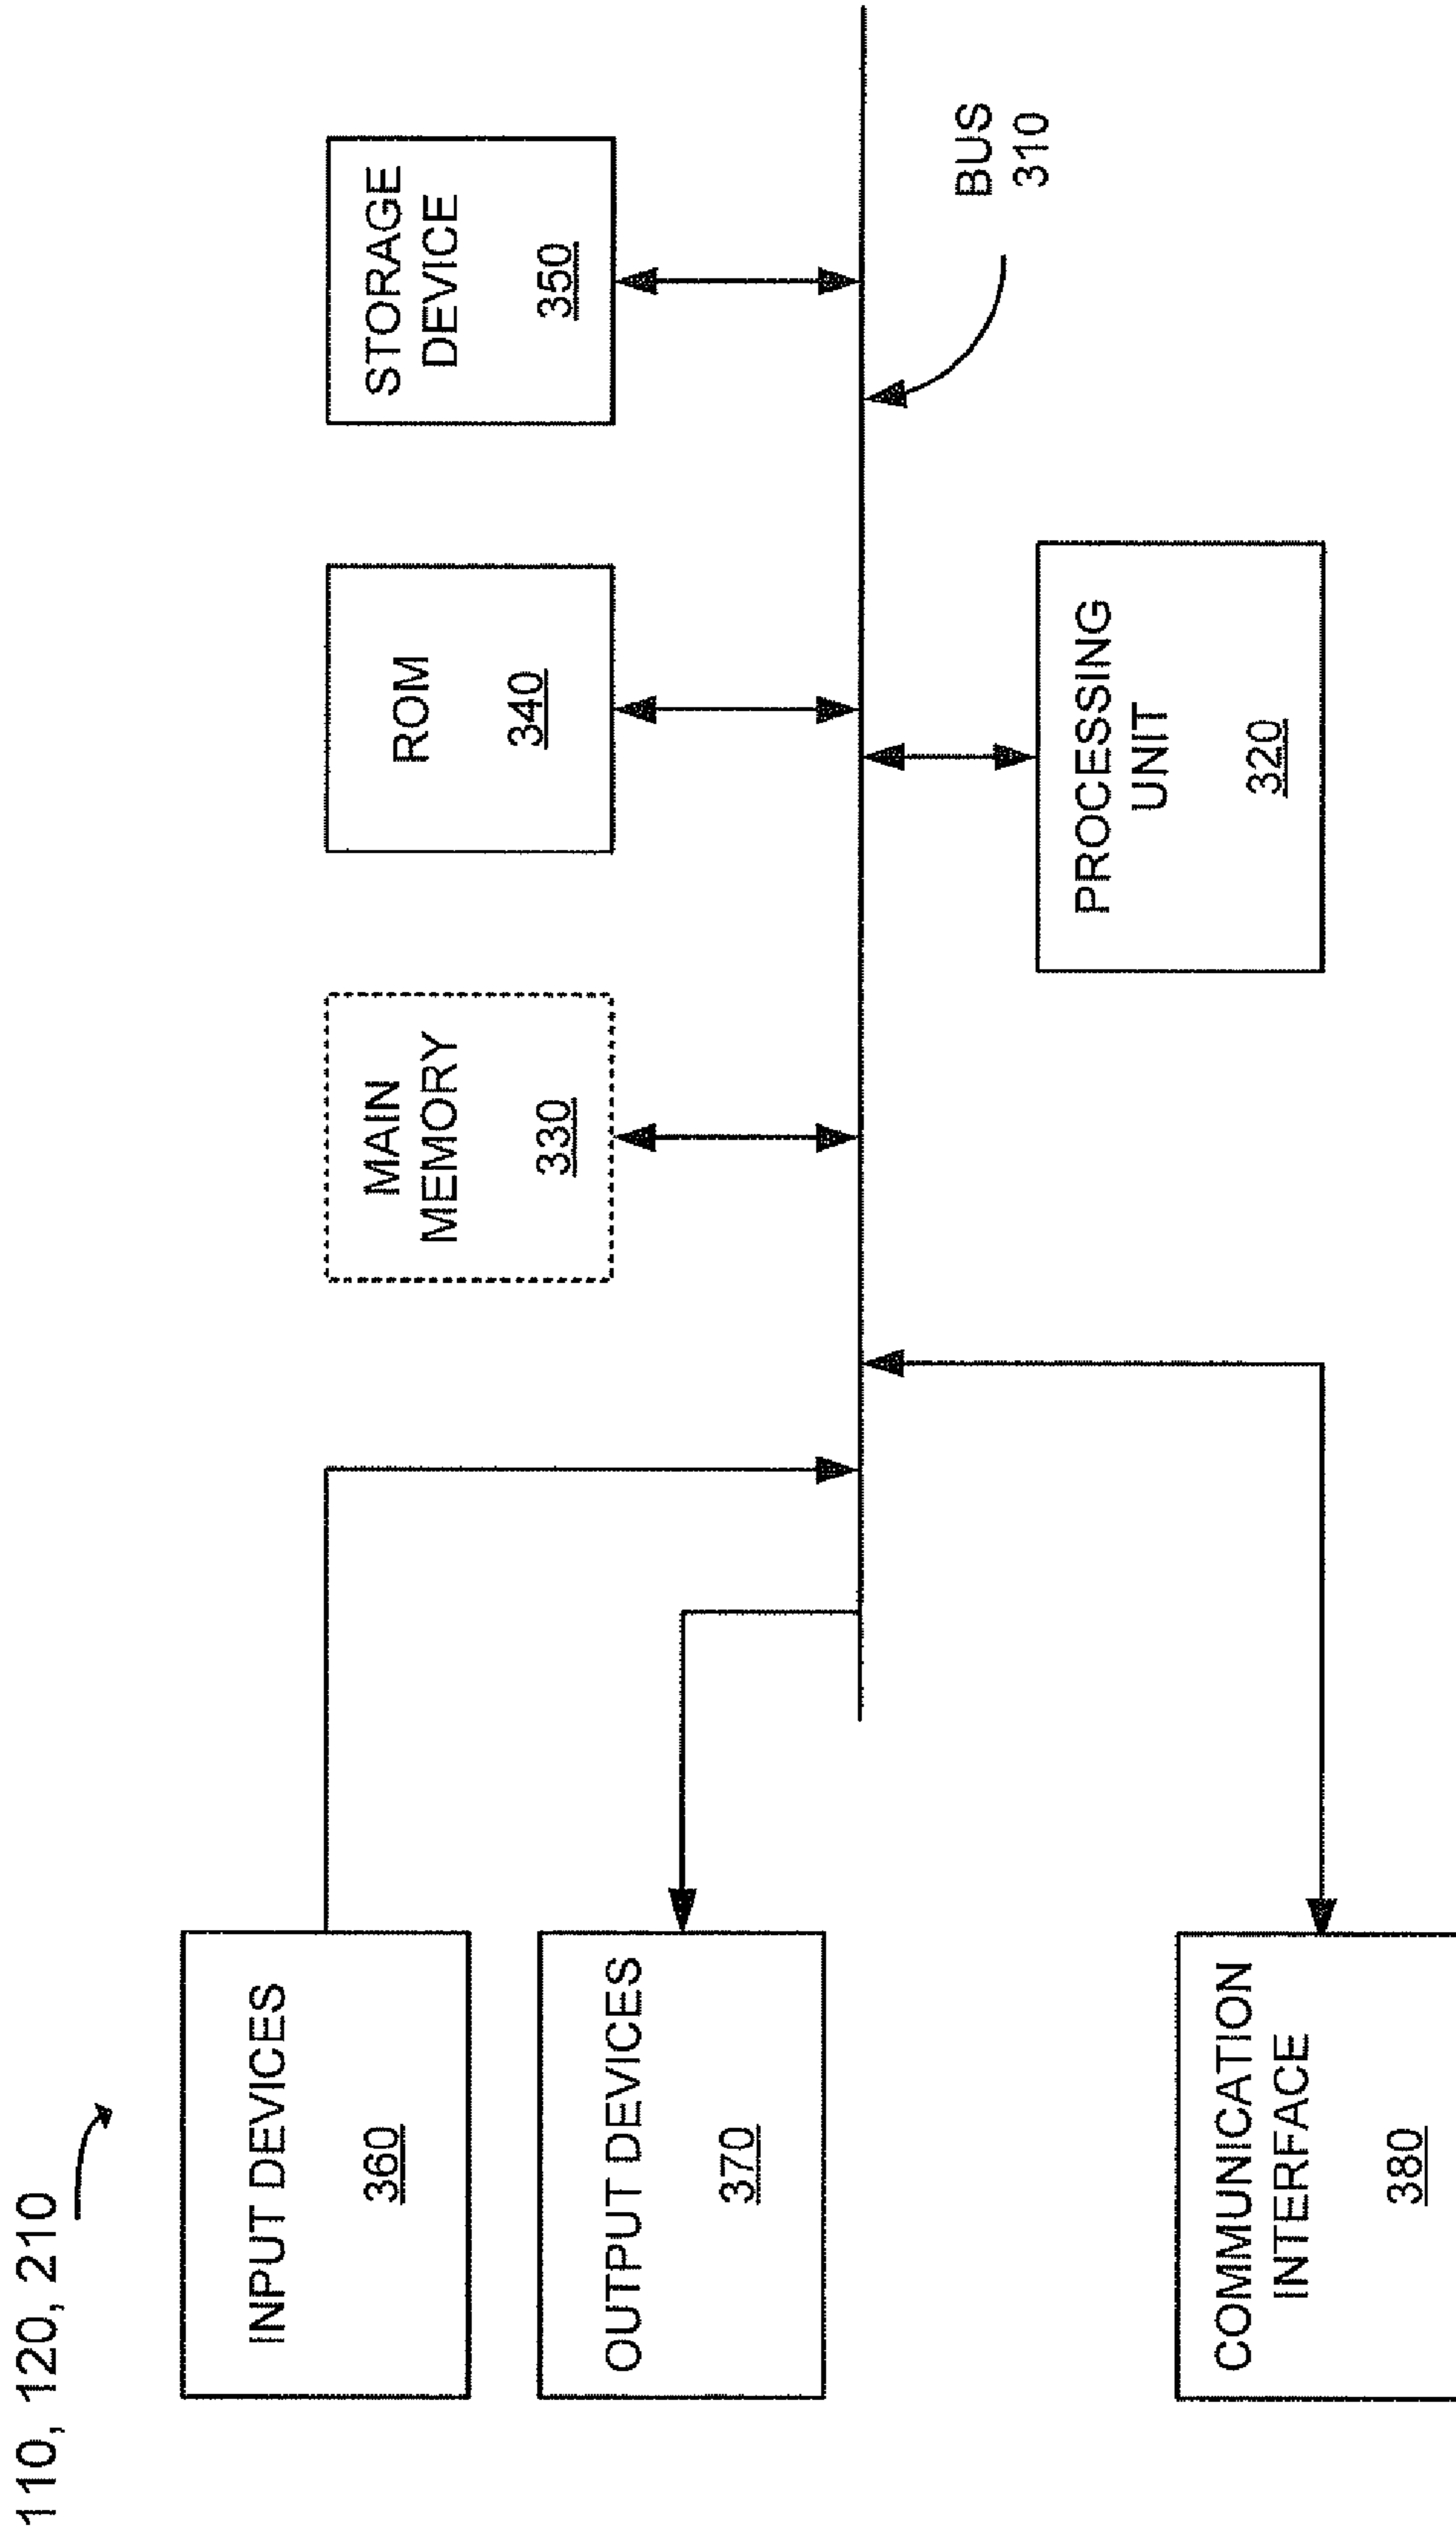 110, 120, 210
INPUT DEVICES
360
OUTPUT DEVICES
370
COMMUNICATION
INTERFACE
380
MAIN
MEMORY
330
ROM
340
STORAGE
DEVICE
350
PROCESSING
UNIT
320
BUS
310